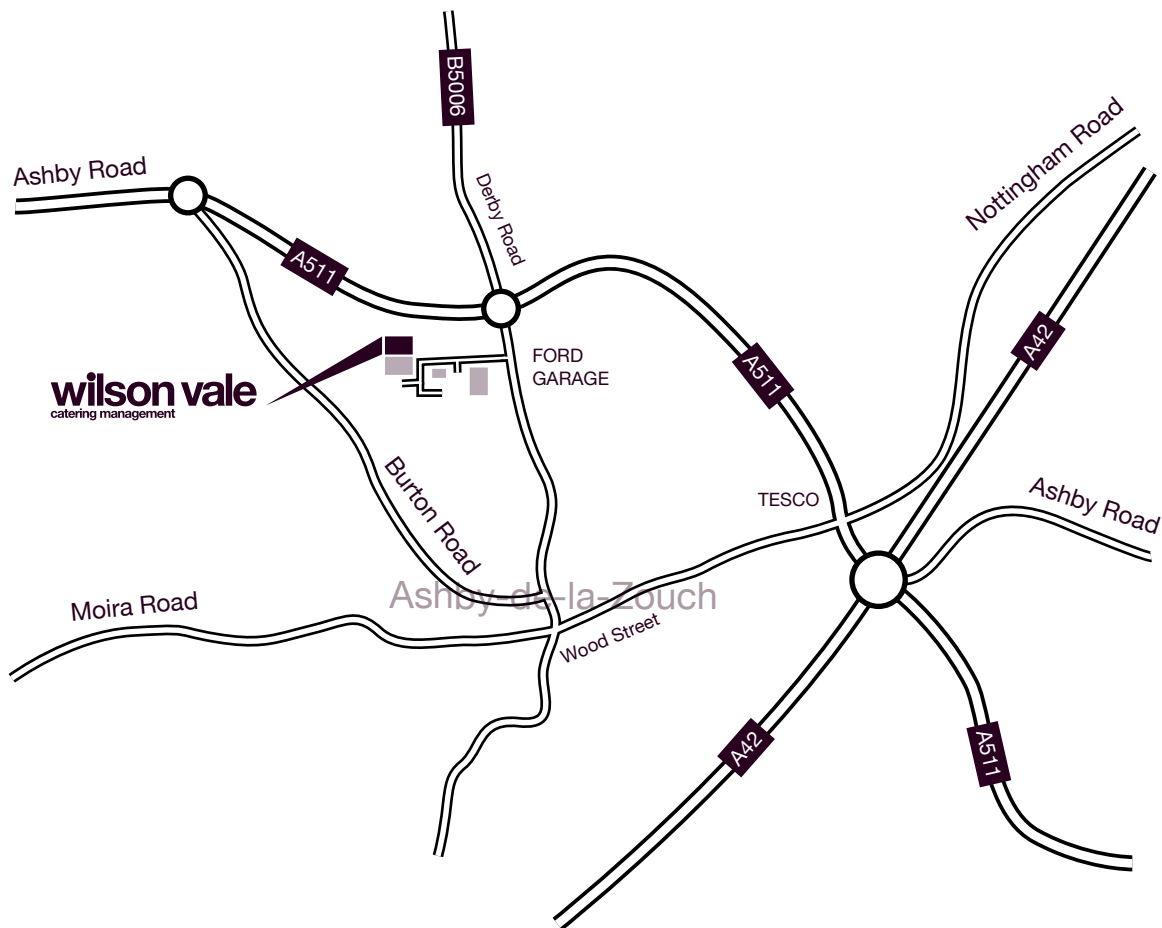 B5006
Ashby Road
Nottingham Road
Derby Road
A511
A42
FORD
GARAGE
A511
wilson vale
catering management
Burton Road
TESCO
Ashby Road
Ashby-de-la-Zouch
Moira Road
Wood Street
A42
A511